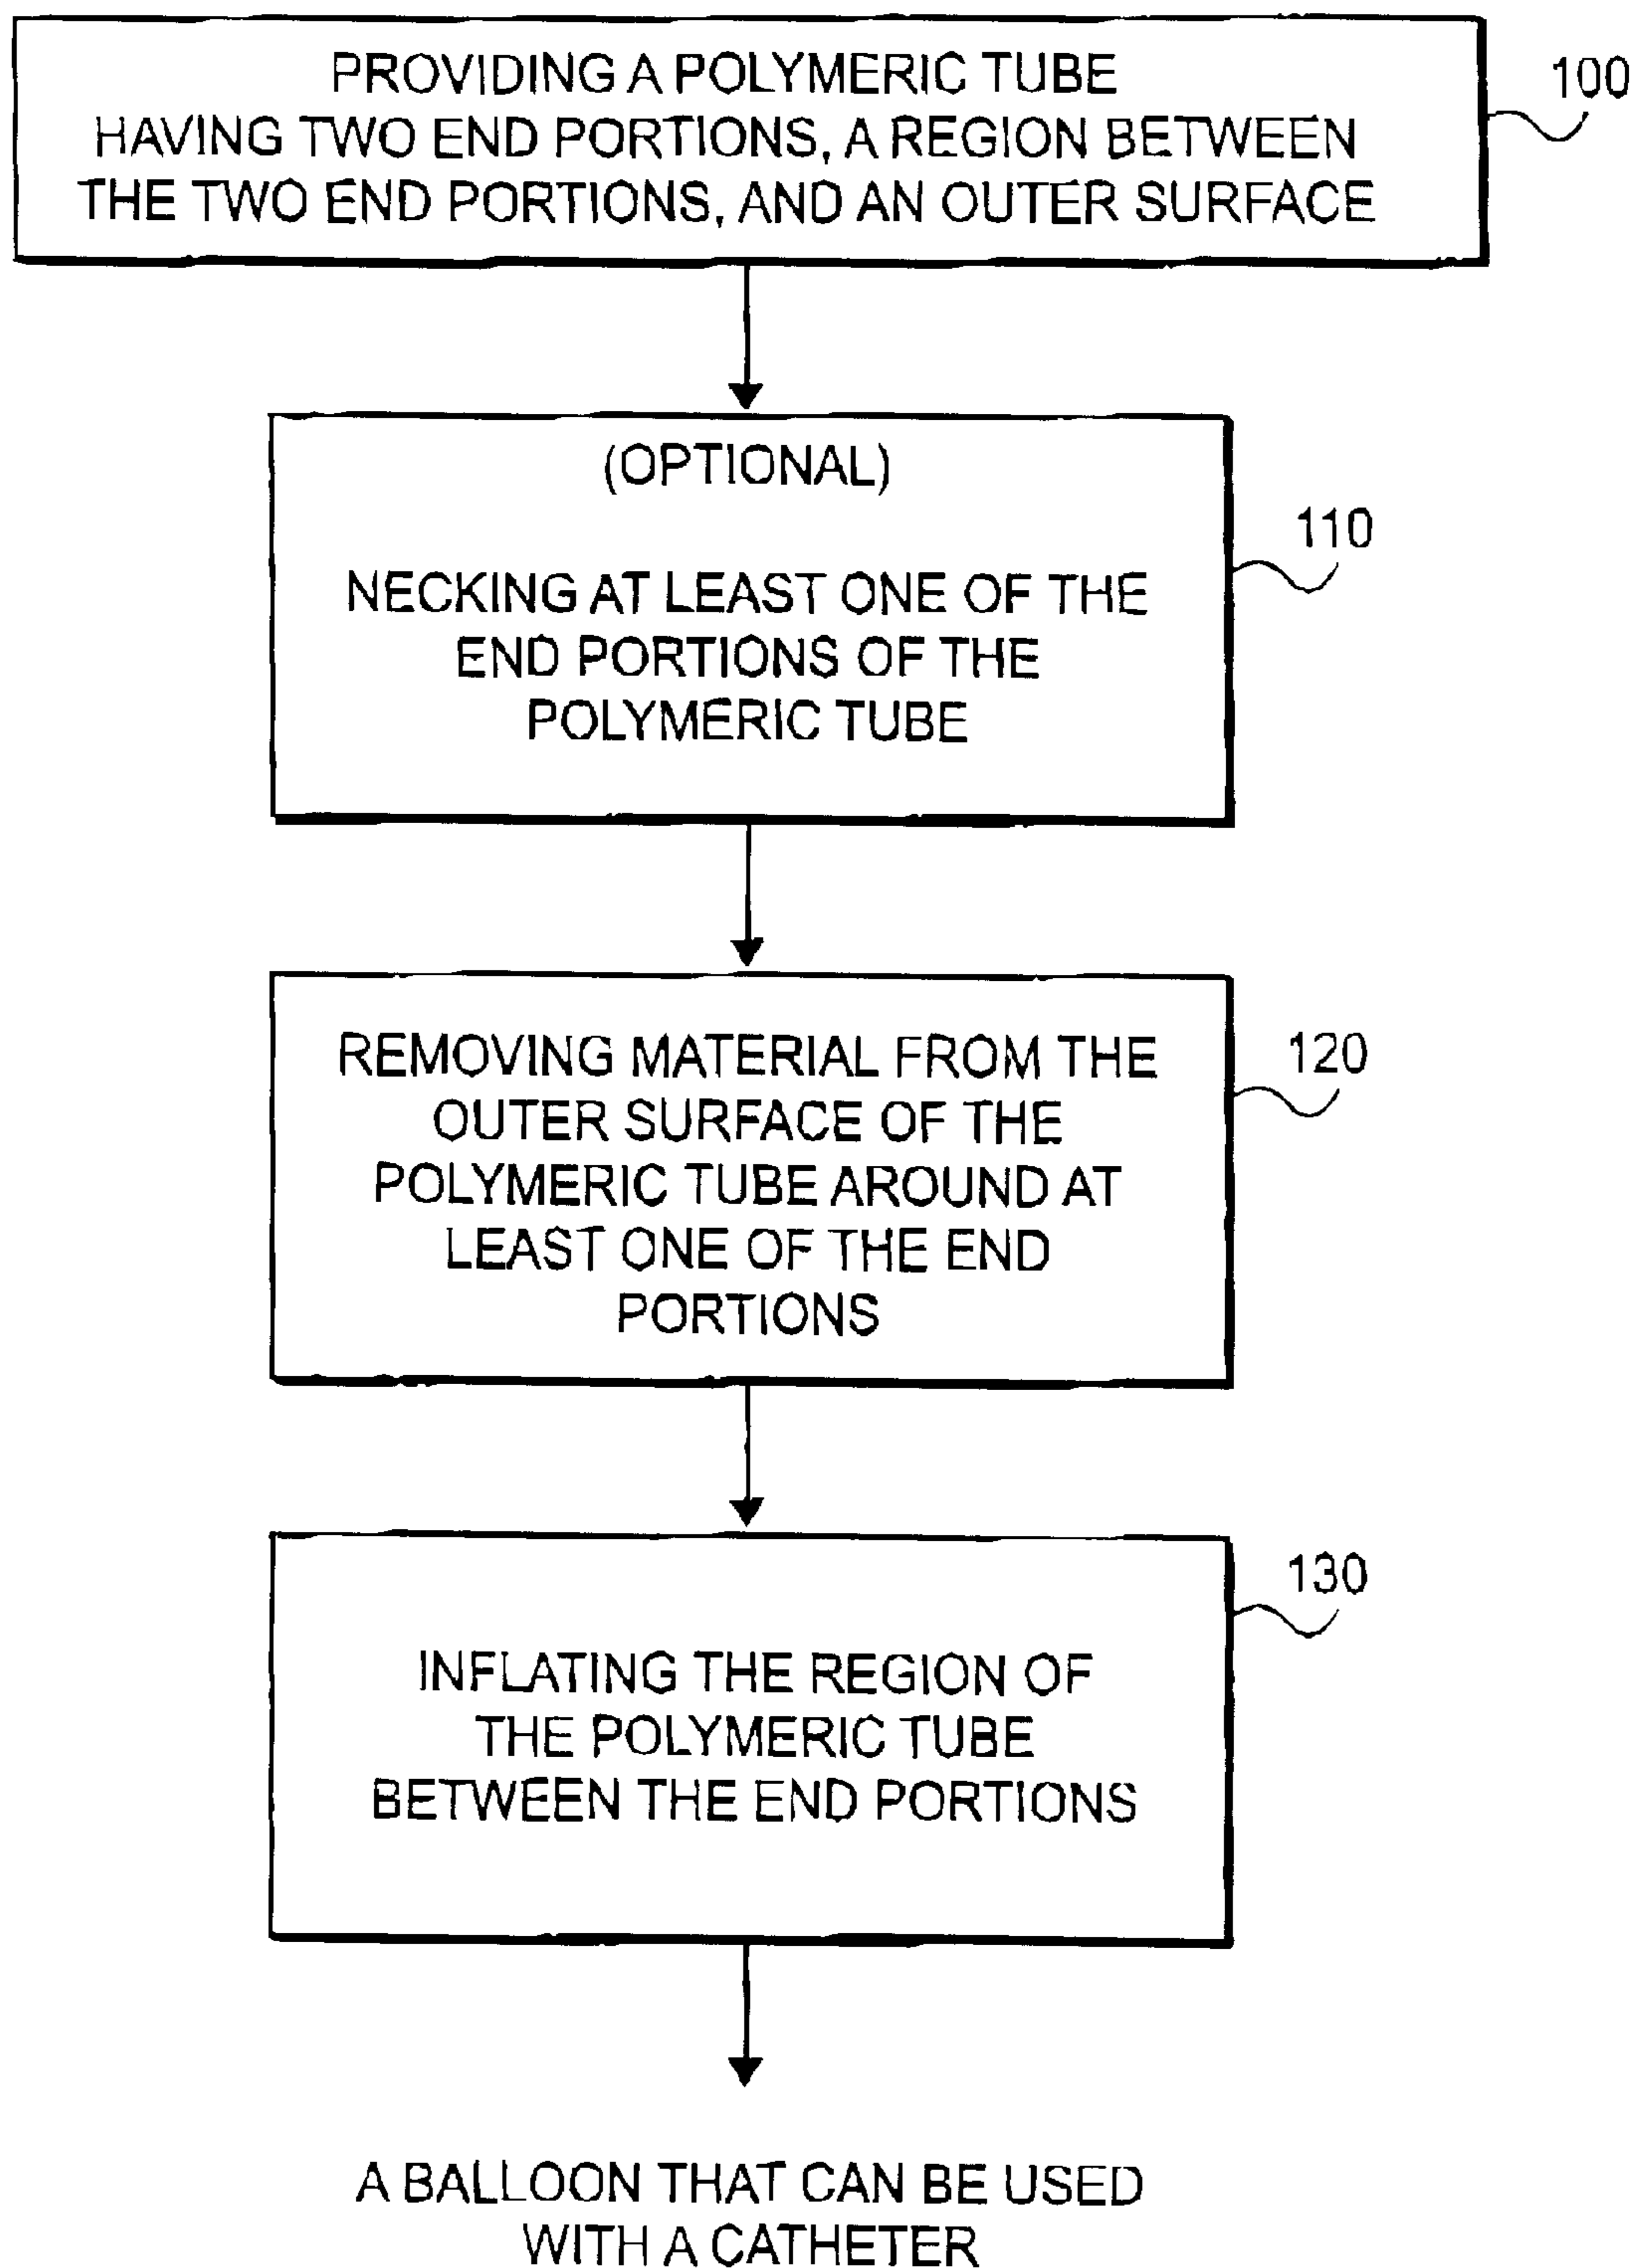 PROVIDING A POLYMERIC TUBE
HAVING TWO END PORTIONS, A REGION BETWEEN
THE TWO END PORTIONS, AND AN OUTER SURFACE
100
(OPTIONAL)
NECKING AT LEAST ONE OF THE
END PORTIONS OF THE
POLYMERIC TUBE
110
REMOVING MATERIAL FROM THE
OUTER SURFACE OF THE
POLYMERIC TUBE AROUND AT
LEAST ONE OF THE END
PORTIONS
120
INFLATING THE REGION OF
THE POLYMERIC TUBE
BETWEEN THE END PORTIONS
130
A BALLOON THAT CAN BE USED
WITH A CATHETER